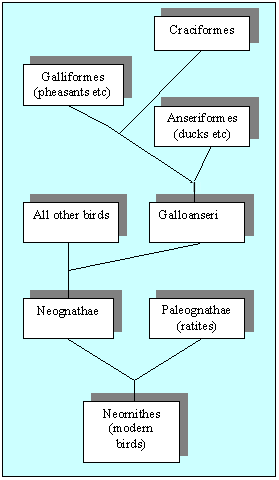 Craciformes
Galliformes
(pheasants etc)
Anseriformes
(ducks etc)
All other birds
Galloanseri
Neognathae
Paleognathae
(ratites)
Neornithes
(modern
birds)